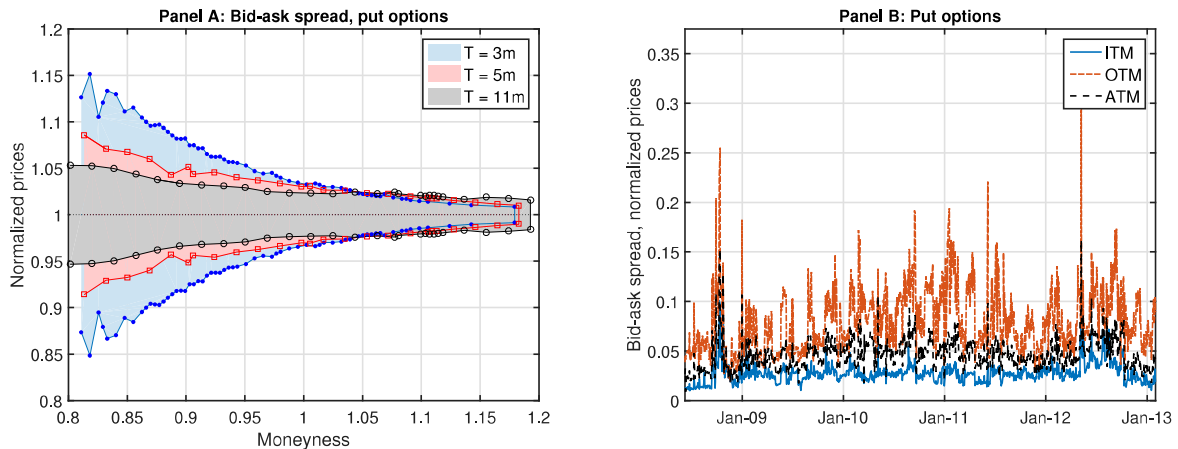 Panel A: Bid-ask spread, put options
Normalized prices
1.2
1.15
1.1
1.05
1
0.95
0.9
0.85
0.8
0.8
0.85
0.9
0.95
1
1.05
1.1
1.15
1.2
Moneyness
T = 3m
T = 5m
T = 11m
Panel B: Put options
Bid-ask spread, normalized prices
0.35
0.3
0.25
0.2
0.15
0.1
0.05
0
Jan-09
Jan-10
Jan-11
Jan-12
Jan-13
ITM
OTM
ATM